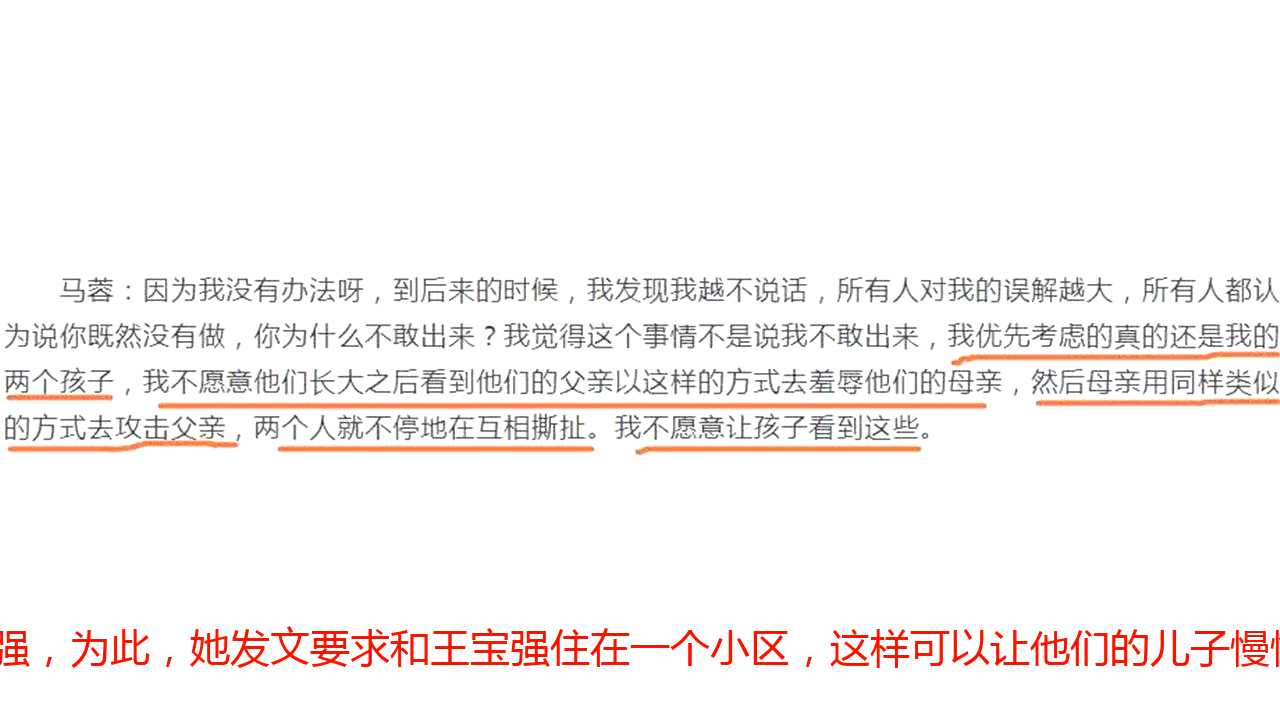 马蓉：因为我没有办法呀，到后来的时候，我发现我越不说话，所有人对我的误解越大，所有人都认
为说你既然没有做，你为什么不敢出来？我觉得这个事情不是说我不敢出来，我优先考虑的真的还是我的
两个孩子，我不愿意他们长大之后看到他们的父亲以这样的方式去羞辱他们的母亲，然后母亲用同样类似
的方式去攻击父亲，两个人就不停地在互相撕扯。我不愿意让孩子看到这些。
强，为此，她发文要求和王宝强住在一个小区，这样可以让他们的儿子慢